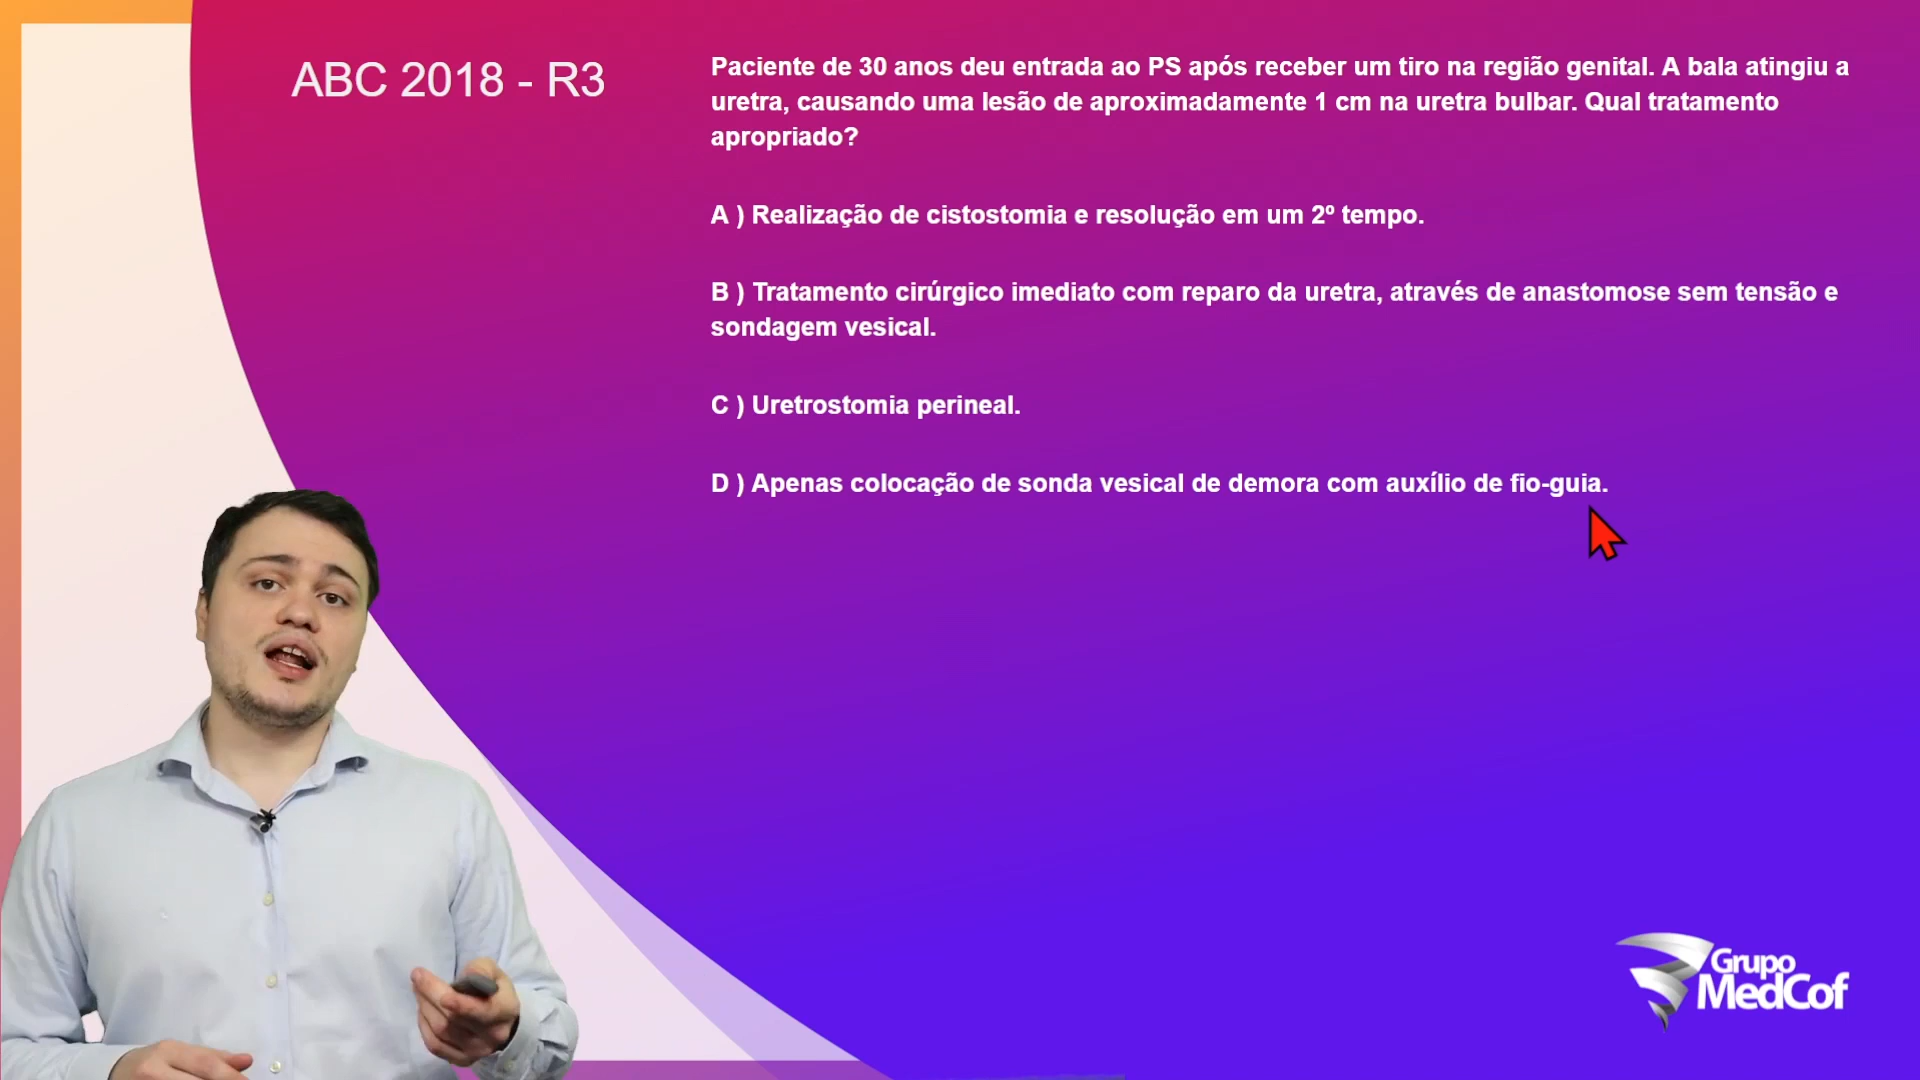 ABC 2018 - R3
Paciente de 30 anos deu entrada ao PS após receber um tiro na região genital. A bala atingiu a
uretra, causando uma lesão de aproximadamente 1 cm na uretra bulbar. Qual tratamento
apropriado?
A ) Realização de cistostomia e resolução em um 2º tempo.
B ) Tratamento cirúrgico imediato com reparo da uretra, através de anastomose sem tensão e
sondagem vesical.
C ) Uretrostomia perineal.
D ) Apenas colocação de sonda vesical de demora com auxílio de fio-guia.
Grupo
MedCof